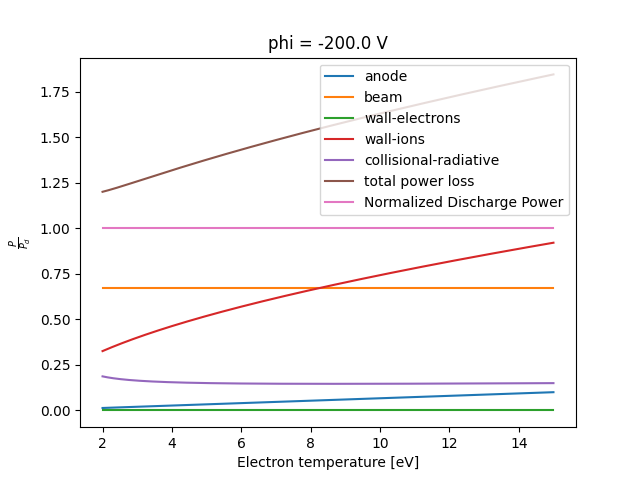 phi = -200.0 V
anode
beam
wall-electrons
wall-ions
collisional-radiative
total power loss
Normalized Discharge Power
1.75
1.50
1.25
1.00
0.75
0.50
0.25
0.00
P
P_d
2 4 6 8 10 12 14
Electron temperature [eV]